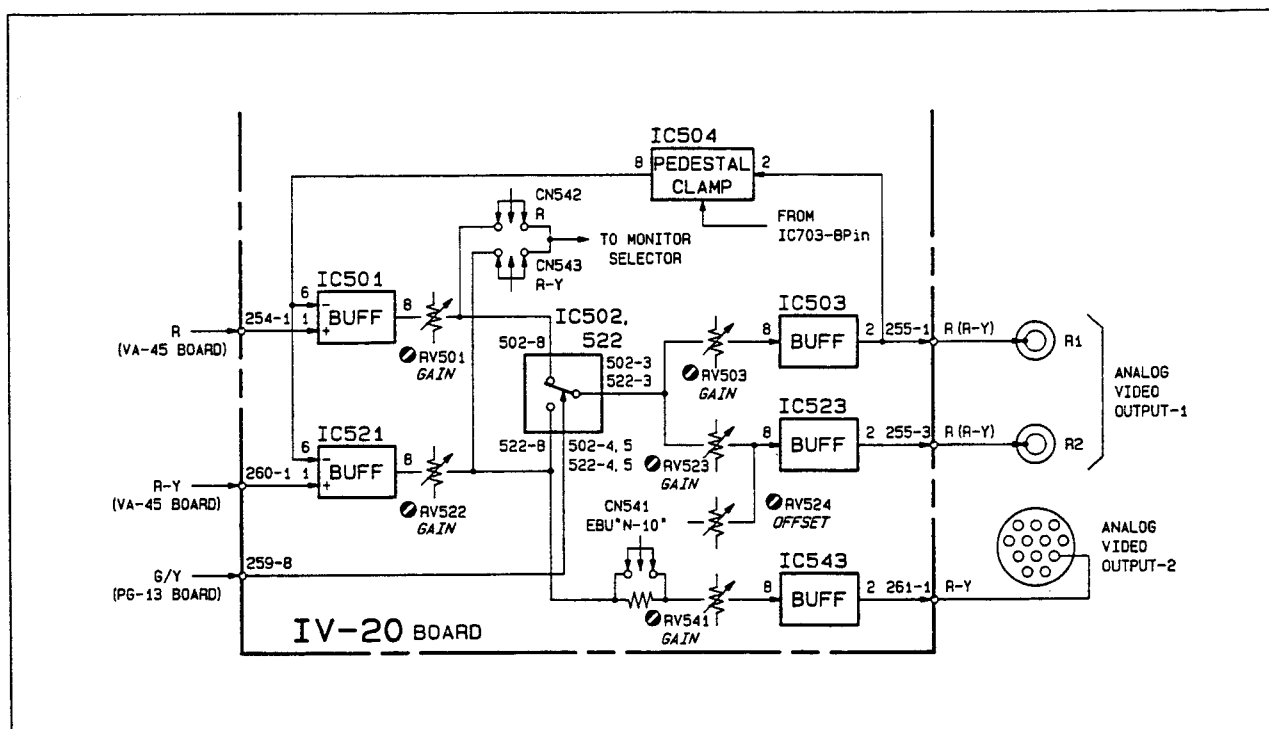 IC504
8
PEDESTAL
CLAMP
2
CN542
R
FROM
IC703-8Pin
TO MONITOR
SELECTOR
CN543
R-Y
IC501
6
-
BUFF
8
R
254-1
1
+
(VA-45 BOARD)
RV501
GAIN
IC502,
522
502-8
502-3
522-3
RV503
GAIN
IC503
8
BUFF
2
255-1
R (R-Y)
R1
ANALOG
VIDEO
OUTPUT-1
IC521
6
-
BUFF
8
522-8
502-4, 5
522-4, 5
IC523
8
BUFF
2
255-3
R (R-Y)
R2
RV523
GAIN
260-1
1
+
R-Y
(VA-45 BOARD)
RV522
GAIN
CN541
EBU"N-10"
RV524
OFFSET
G/Y
259-8
(PG-13 BOARD)
IC543
8
BUFF
2
261-1
R-Y
ANALOG
VIDEO
OUTPUT-2
RV541
GAIN
IV-20 BOARD